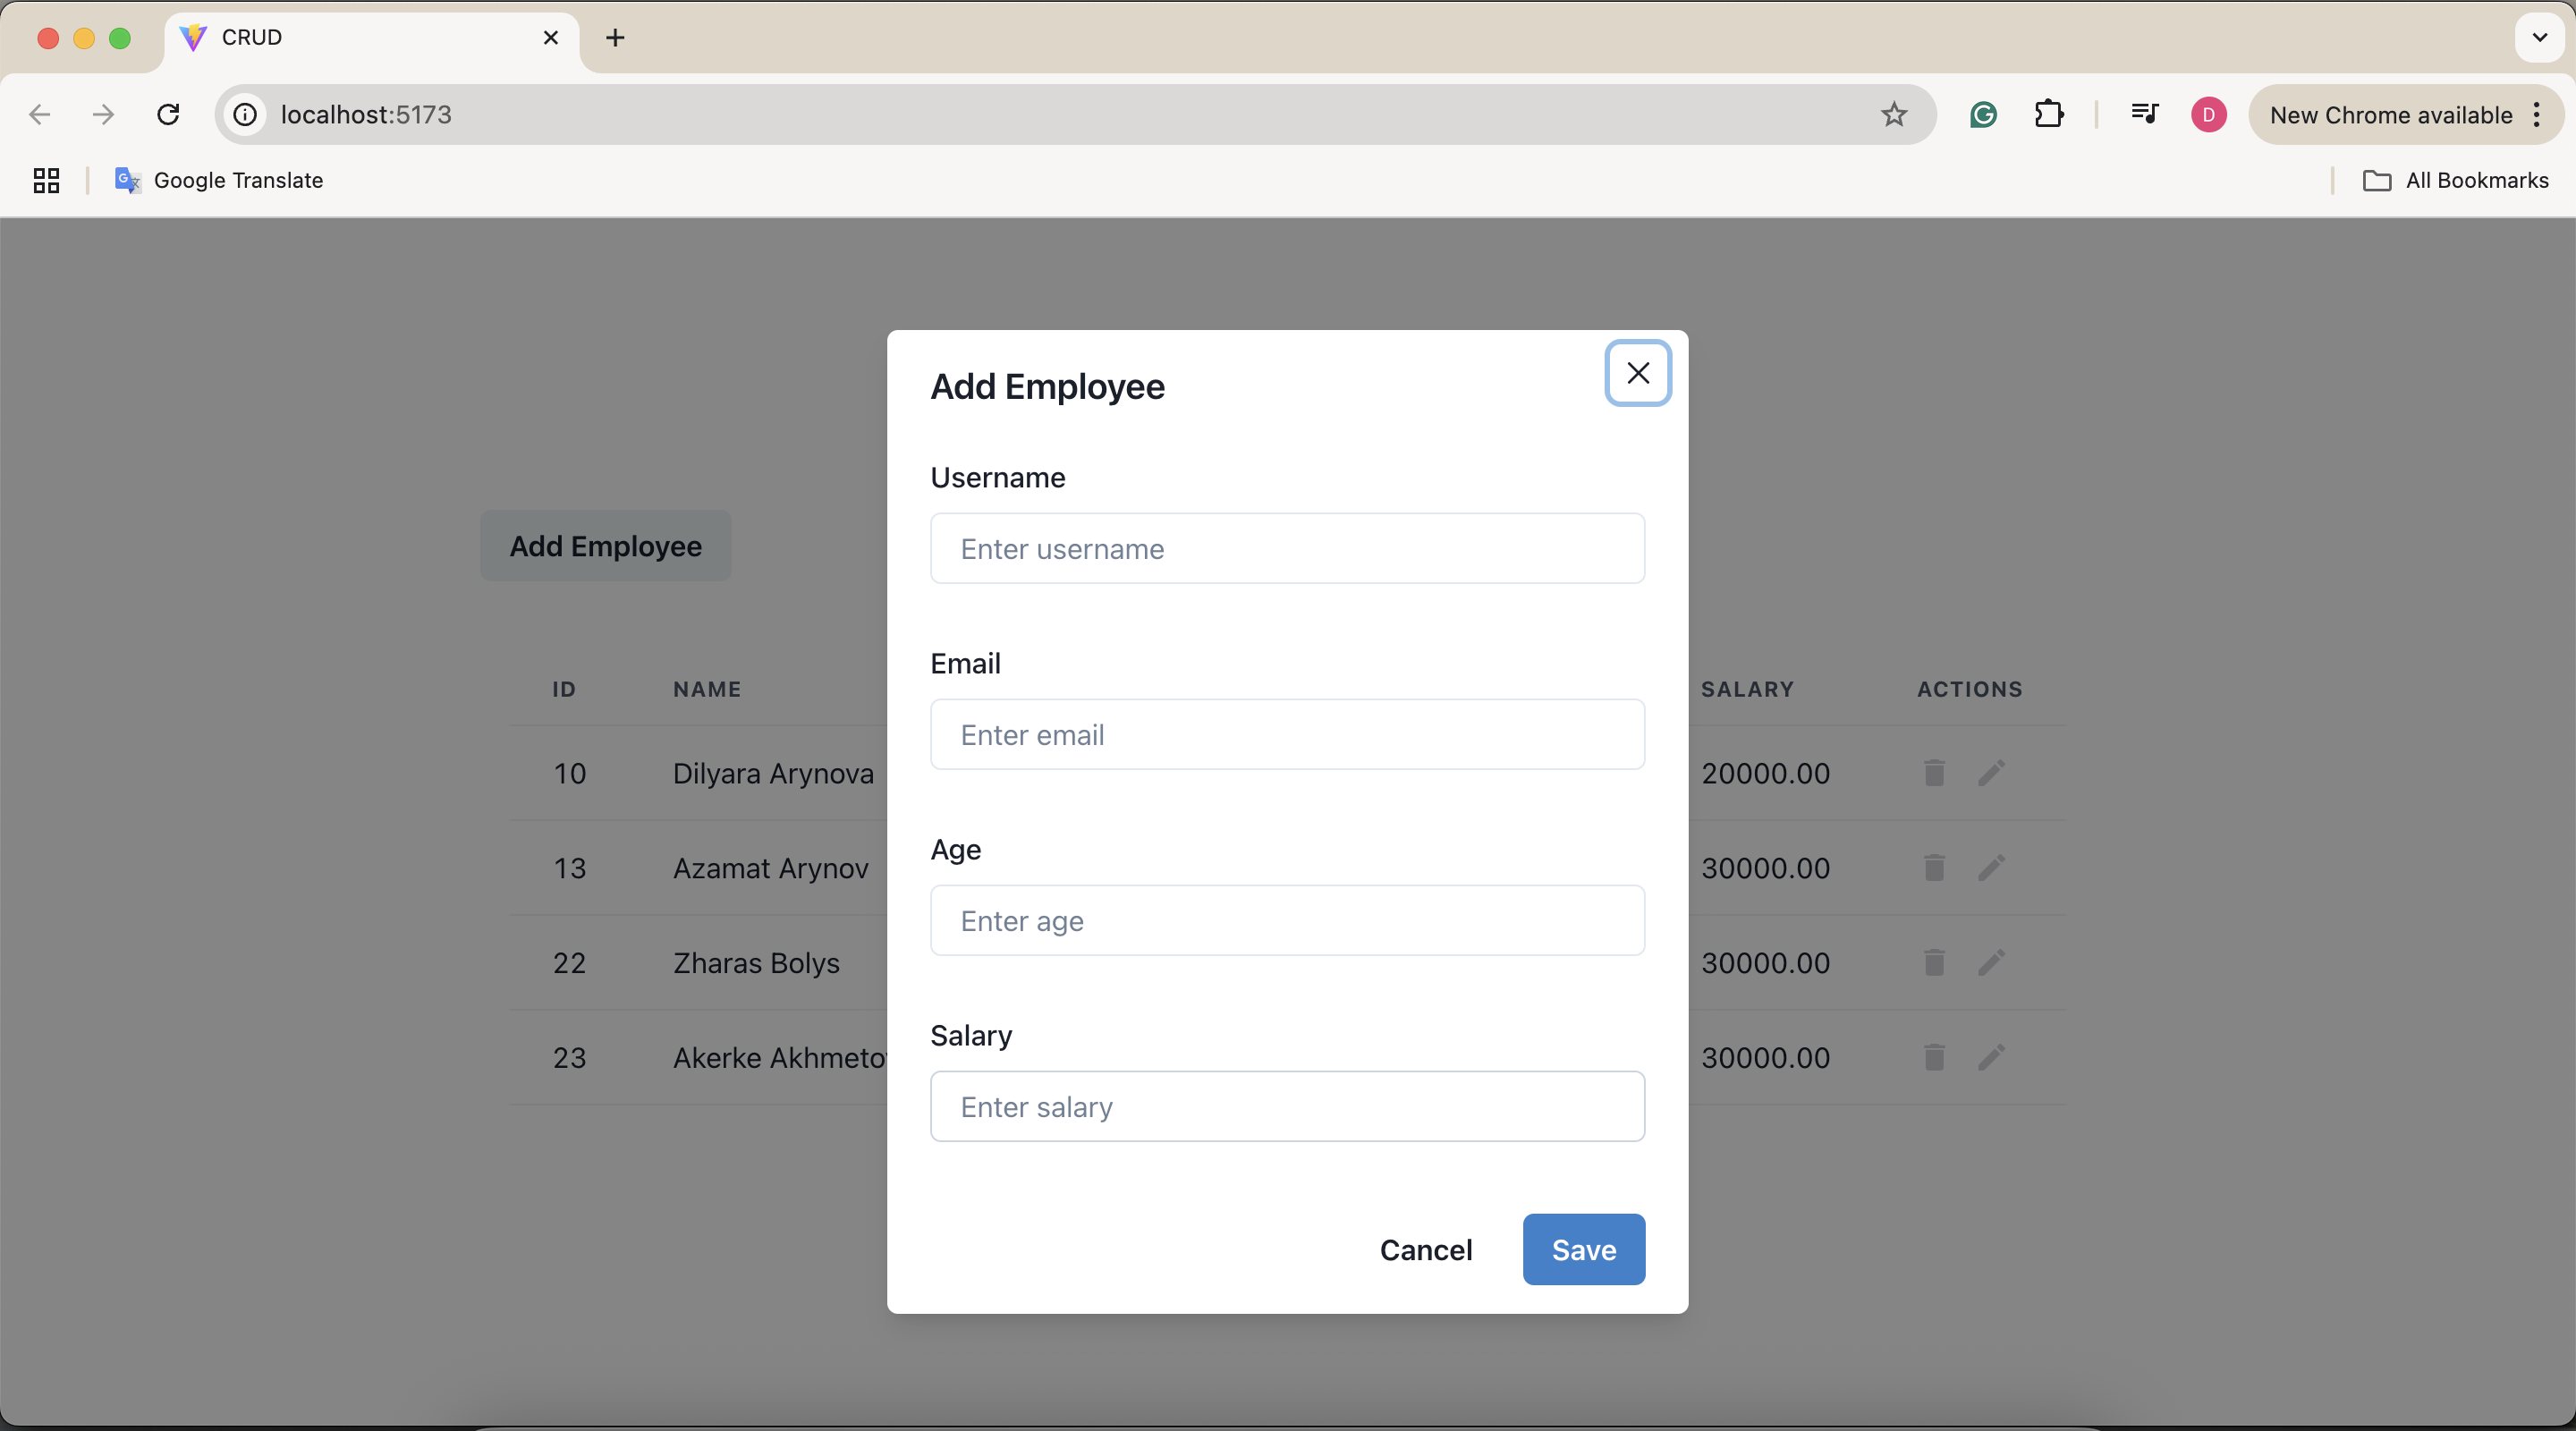 CRUD
localhost:5173
D
New Chrome available
Google Translate
All Bookmarks
Add Employee
Username
Enter username
Email
Enter email
Age
Enter age
Salary
Enter salary
Cancel
Save
Add Employee
ID NAME SALARY ACTIONS
10 Dilyara Arynova 20000.00
13 Azamat Arynov 30000.00
22 Zharas Bolys 30000.00
23 Akerke 30000.00